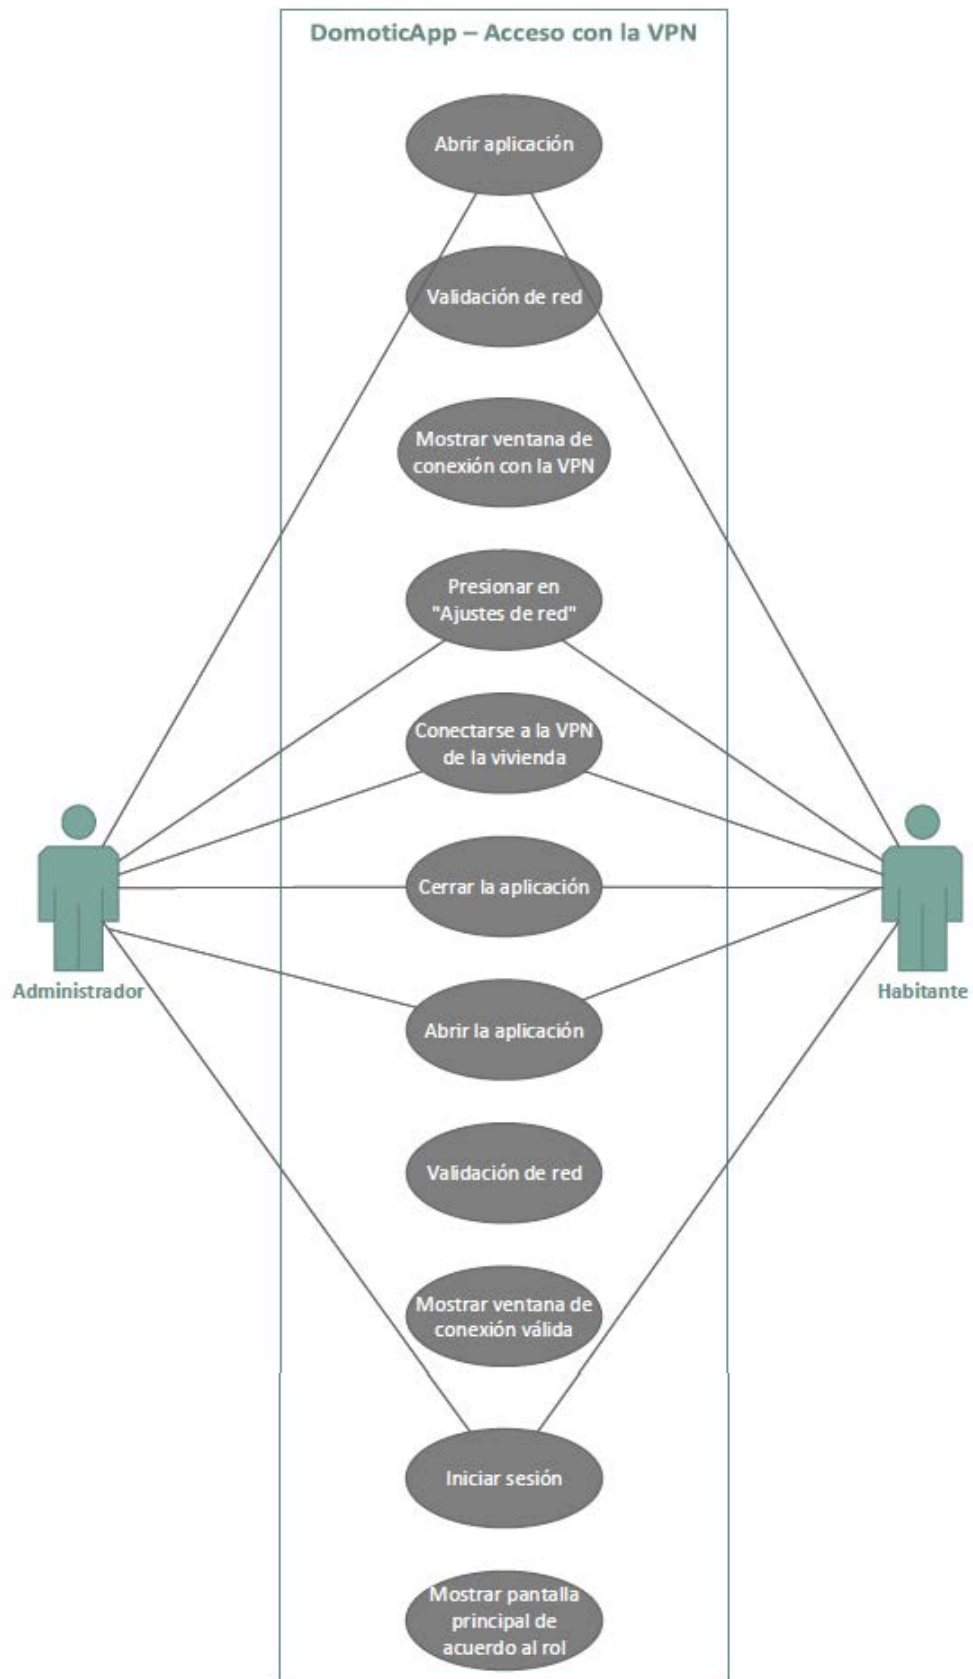 DomoticApp – Acceso con la VPN
Abrir aplicación
Validación de red
Mostrar ventana de
conexión con la VPN
Presionar en
"Ajustes de red"
Conectarse a la VPN
de la vivienda
Cerrar la aplicación
Administrador
Habitante
Abrir la aplicación
Validación de red
Mostrar ventana de
conexión válida
Iniciar sesión
Mostrar pantalla
principal de
acuerdo al rol